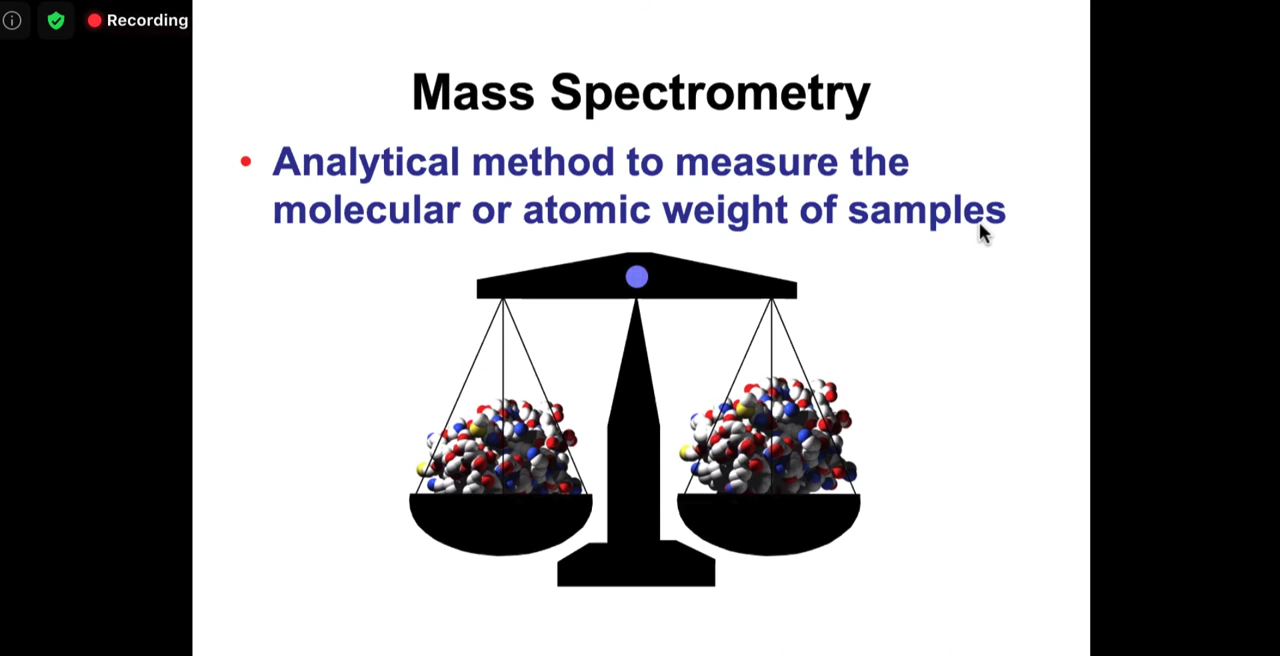 Recording
Mass Spectrometry
• Analytical method to measure the
molecular or atomic weight of samples